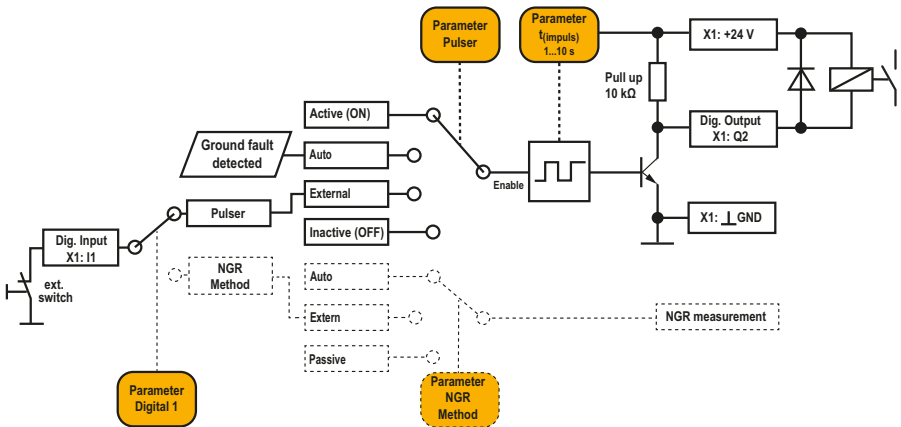 Parameter
Pulser
Parameter
t(impuls)
1...10 s
X1: +24 V
Pull up
10 kΩ
Active (ON)
Dig. Output
X1: Q2
Ground fault
detected
Auto
Enable
External
Pulser
Inactive (OFF)
X1: ⊥ GND
Dig. Input
X1: I1
ext.
switch
NGR
Method
Auto
Extern
NGR measurement
Passive
Parameter
Digital 1
Parameter
NGR
Method